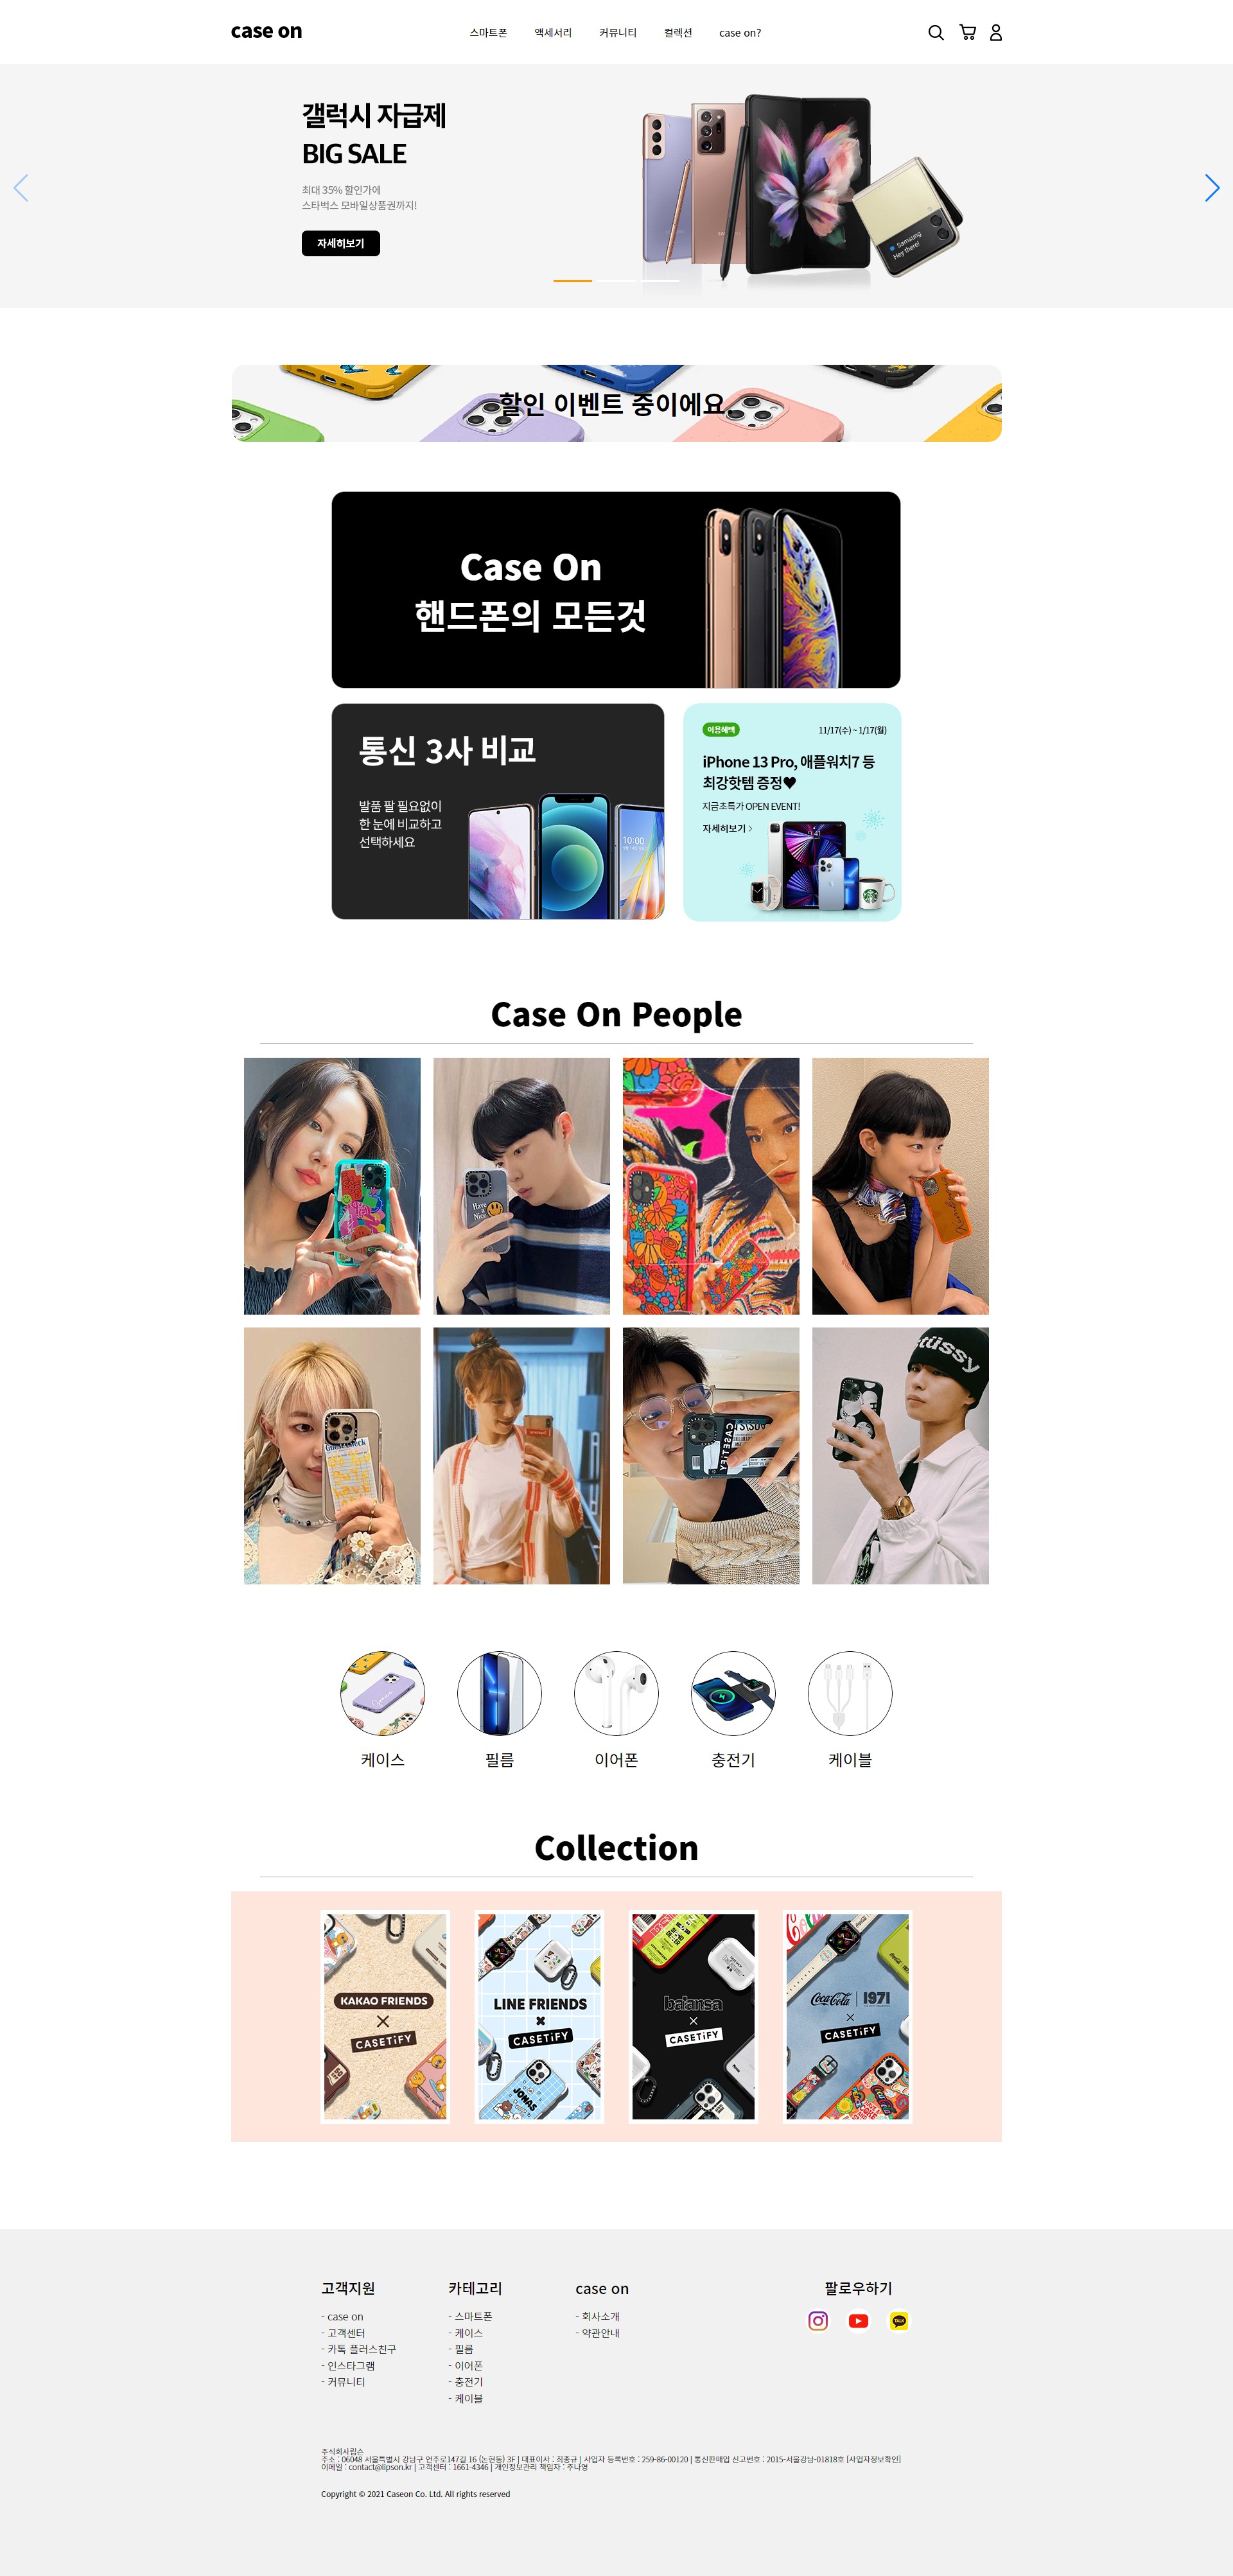 case on
스마트폰
액세서리
커뮤니티
컬렉션
case on?
갤럭시 자급제
BIG SALE
최대 35% 할인가에
스타벅스 모바일상품권까지!
자세히보기
Samsung
Hey there!
할인 이벤트 중이에요.
Case On
핸드폰의 모든것
통신 3사 비교
발품 팔 필요없이
한 눈에 비교하고
선택하세요
10:00
이용혜택
11/17(수) ~ 1/17(월)
iPhone 13 Pro, 애플워치7 등
최강핫템 증정♥
지금초특가 OPEN EVENT!
자세히보기 >
9:41
Case On People
Have
a
Nice
CASETiFY
stüssy
케이스
필름
이어폰
충전기
케이블
Collection
KAKAO FRIENDS
X
CASETiFY
LINE FRIENDS
X
CASETiFY
JONAS
balansa
X
CASETiFY
Coca-Cola | 1971
X
CASETiFY
고객지원
- case on
- 고객센터
- 카톡 플러스친구
- 인스타그램
- 커뮤니티
카테고리
- 스마트폰
- 케이스
- 필름
- 이어폰
- 충전기
- 케이블
case on
- 회사소개
- 약관안내
팔로우하기
TALK
주식회사립슨
주소 : 06048 서울특별시 강남구 언주로147길 16 (논현동) 3F | 대표이사 : 최종규 | 사업자 등록번호 : 259-86-00120 | 통신판매업 신고번호 : 2015-서울강남-01818호 [사업자정보확인]
이메일 : contact@lipson.kr | 고객센터 : 1661-4346 | 개인정보관리 책임자 : 주나영
Copyright © 2021 Caseon Co. Ltd. All rights reserved